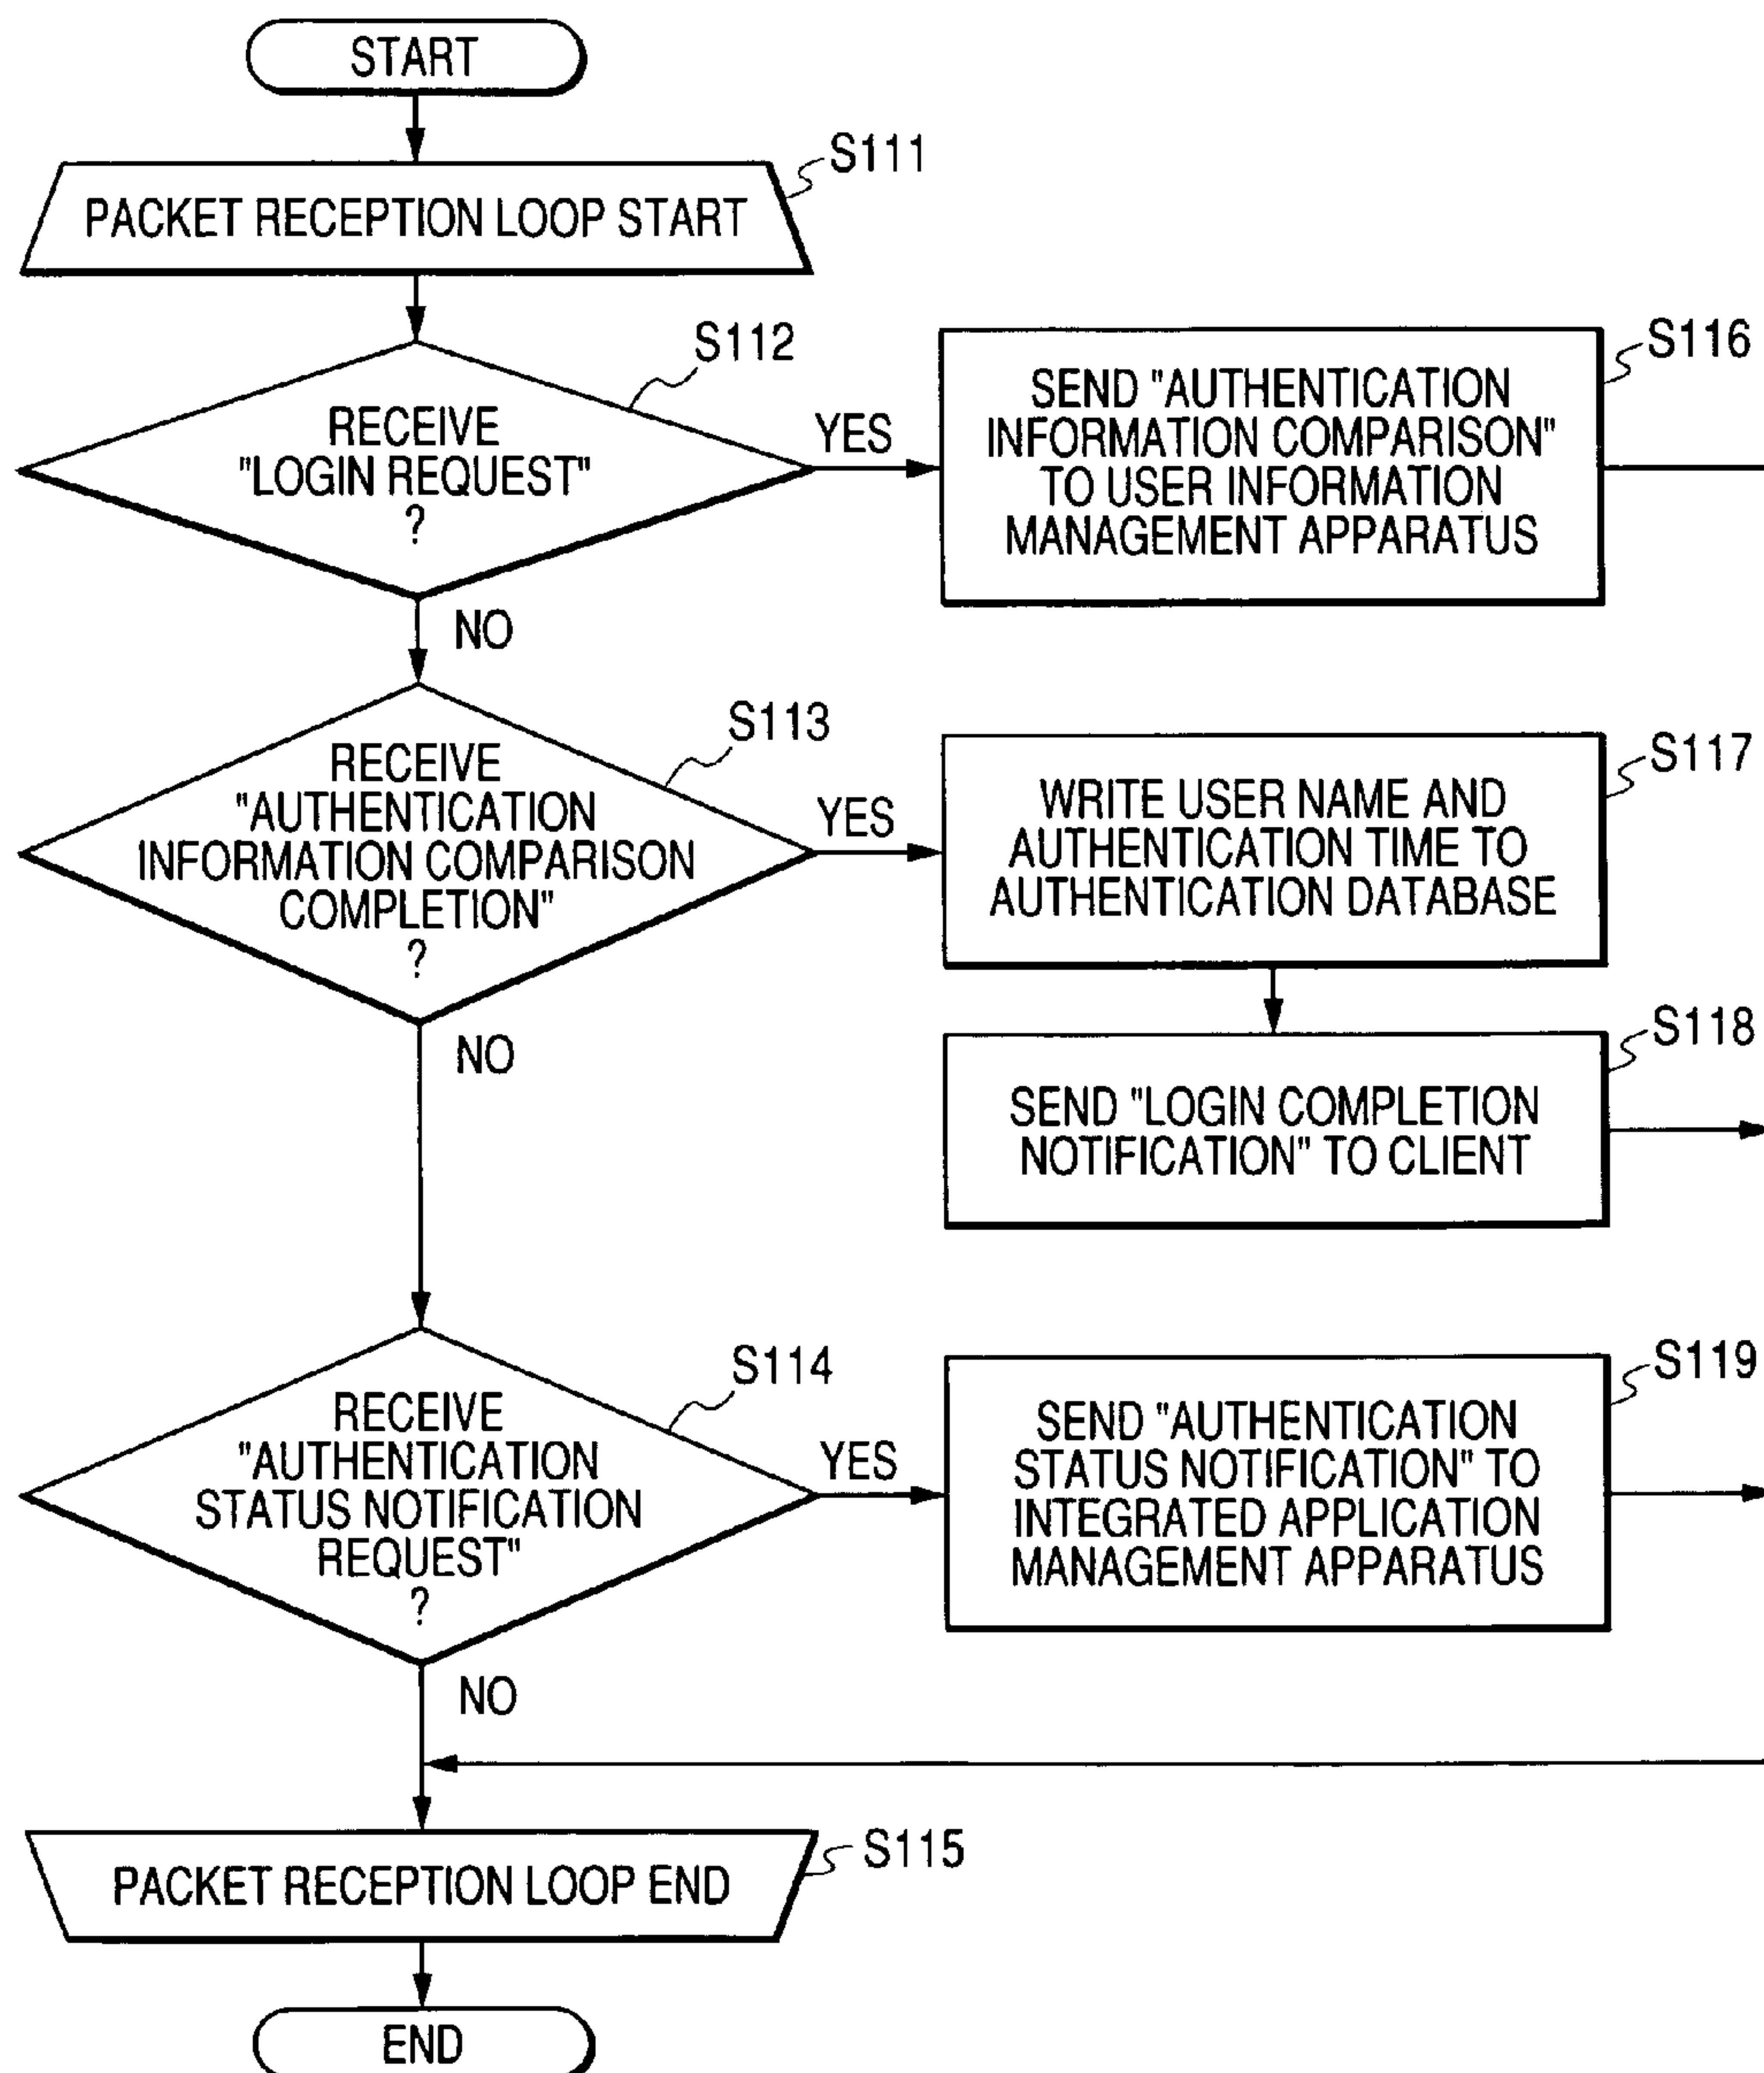 START
S111
PACKET RECEPTION LOOP START
S112
RECEIVE
"LOGIN REQUEST"
?
YES
NO
S116
SEND "AUTHENTICATION
INFORMATION COMPARISON"
TO USER INFORMATION
MANAGEMENT APPARATUS
S113
RECEIVE
"AUTHENTICATION
INFORMATION COMPARISON
COMPLETION"
?
YES
NO
S117
WRITE USER NAME AND
AUTHENTICATION TIME TO
AUTHENTICATION DATABASE
S118
SEND "LOGIN COMPLETION
NOTIFICATION" TO CLIENT
S114
RECEIVE
"AUTHENTICATION
STATUS NOTIFICATION
REQUEST"
?
YES
NO
S119
SEND "AUTHENTICATION
STATUS NOTIFICATION" TO
INTEGRATED APPLICATION
MANAGEMENT APPARATUS
S115
PACKET RECEPTION LOOP END
END